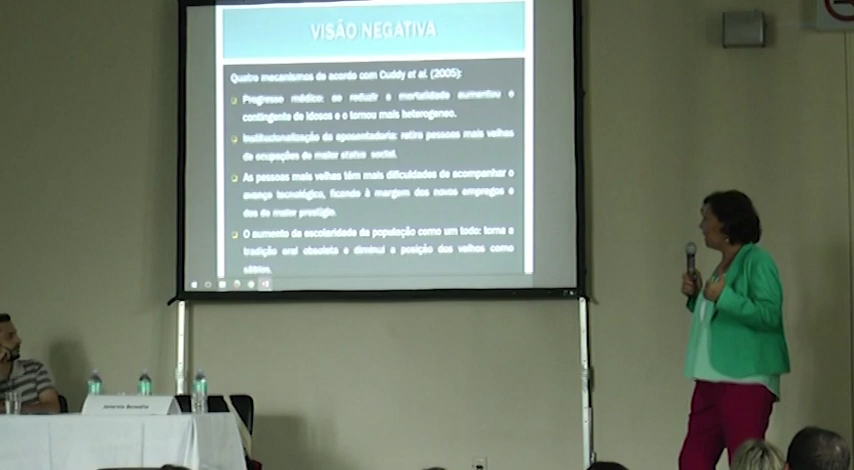 VISÃO NEGATIVA
Quatro mecanismos de acordo com Cuddy et al. (2005):
Progresso médico: ao reduzir a mortalidade aumentou o
contingente de idosos e o tornou mais heterogeneo.
Institucionalização da aposentadoria: retira pessoas mais velhas
de ocupações de maior status social.
As pessoas mais velhas têm mais dificuldades de acompanhar o
avanço tecnológico, ficando à margem dos novos empregos e
dos de maior prestígio.
O aumento da escolaridade da população como um todo: torna a
tradição oral obsoleta e diminui a posição dos velhos como
sábios.